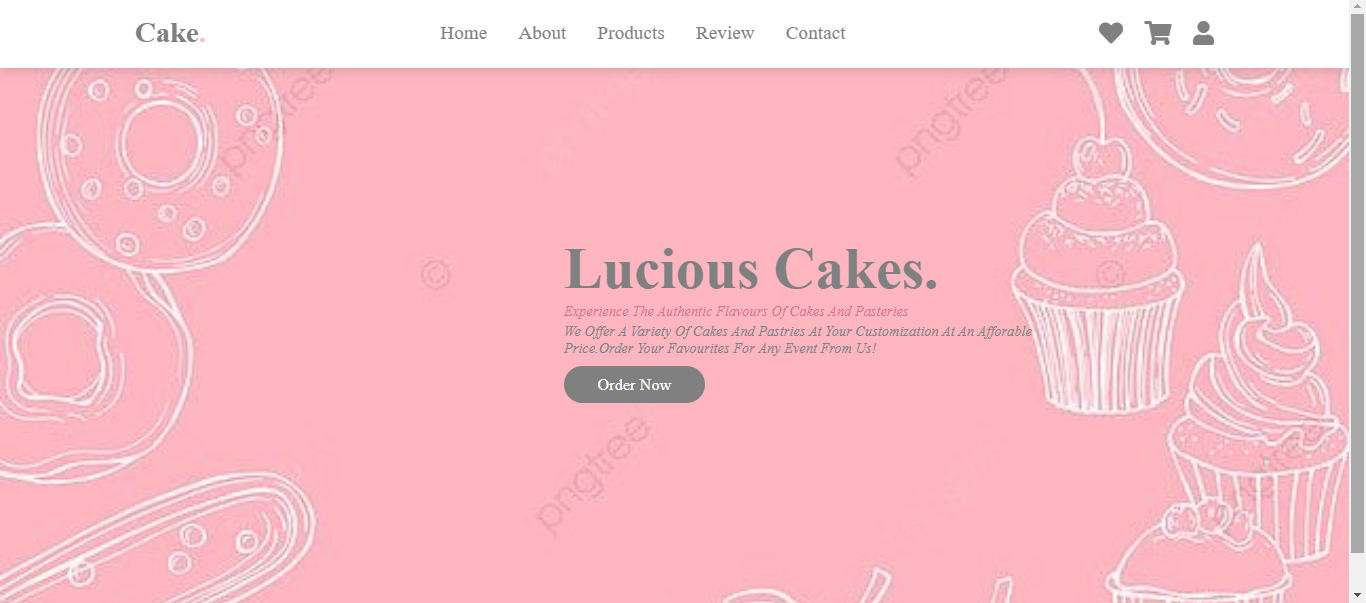 Cake.
Home About Products Review Contact
pngtree
pngtree
©
©
Lucious Cakes.
Experience The Authentic Flavours Of Cakes And Pasteries
We Offer A Variety Of Cakes And Pastries At Your Customization At An Afforable
Price.Order Your Favourites For Any Event From Us!
Order Now
pngtree
pngtree